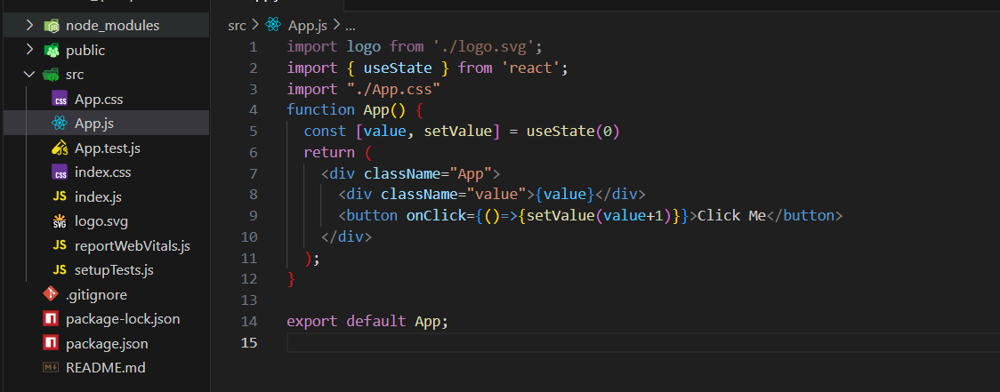 node_modules
public
src
App.css
App.js
App.test.js
index.css
index.js
logo.svg
reportWebVitals.js
setupTests.js
.gitignore
package-lock.json
package.json
README.md
src > App.js > ...
1 import logo from './logo.svg';
2 import { useState } from 'react';
3 import "./App.css"
4 function App() {
5   const [value, setValue] = useState(0)
6   return (
7     <div className="App">
8       <div className="value">{value}</div>
9       <button onClick={()=>{setValue(value+1)}}>Click Me</button>
10     </div>
11   );
12 }
13
14 export default App;
15